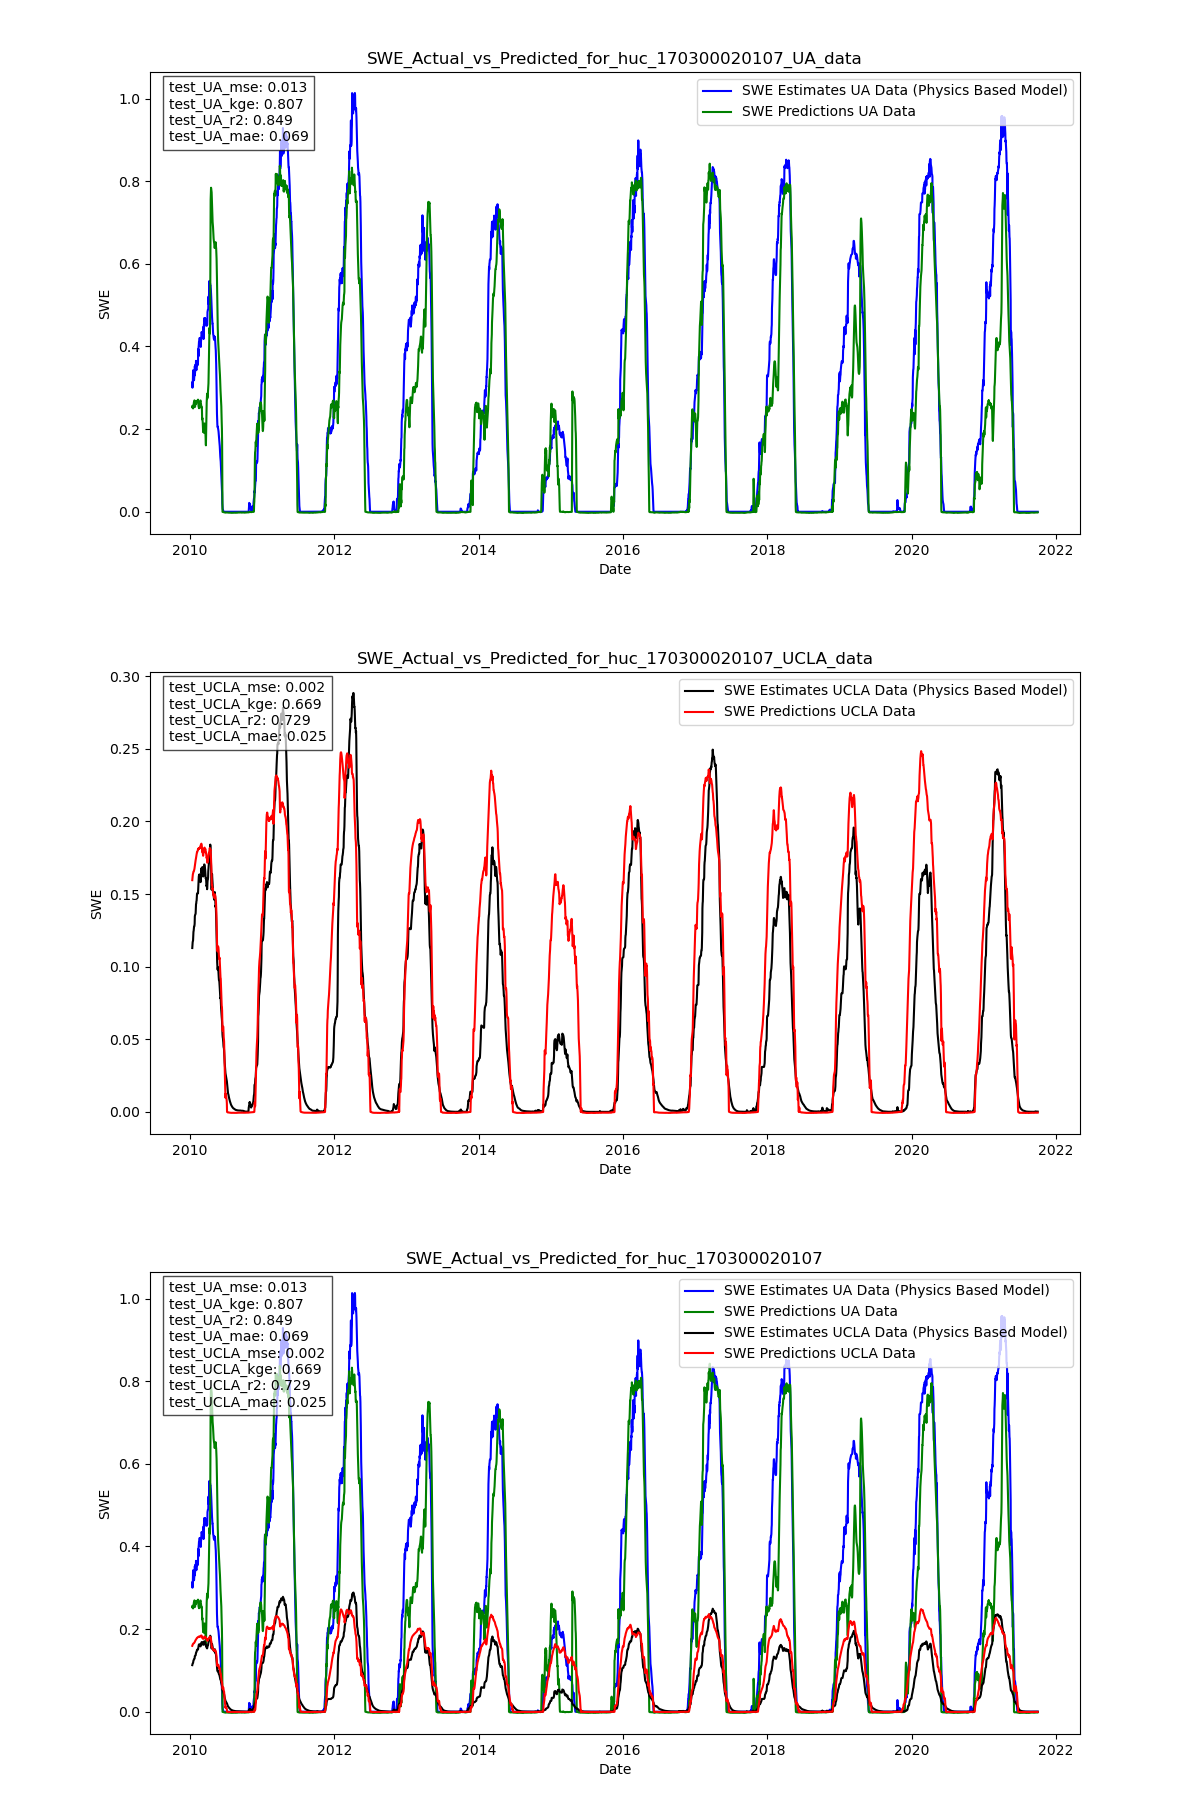 SWE_Actual_vs_Predicted_for_huc_170300020107_UA_data
test_UA_mse: 0.013
test_UA_kge: 0.807
test_UA_r2: 0.849
test_UA_mae: 0.069
SWE Estimates UA Data (Physics Based Model)
SWE Predictions UA Data
1.0
0.8
0.6
0.4
0.2
0.0
SWE
2010 2012 2014 2016 2018 2020 2022
Date
SWE_Actual_vs_Predicted_for_huc_170300020107_UCLA_data
test_UCLA_mse: 0.002
test_UCLA_kge: 0.669
test_UCLA_r2: 0.729
test_UCLA_mae: 0.025
SWE Estimates UCLA Data (Physics Based Model)
SWE Predictions UCLA Data
0.30
0.25
0.20
0.15
0.10
0.05
0.00
SWE
2010 2012 2014 2016 2018 2020 2022
Date
SWE_Actual_vs_Predicted_for_huc_170300020107
test_UA_mse: 0.013
test_UA_kge: 0.807
test_UA_r2: 0.849
test_UA_mae: 0.069
test_UCLA_mse: 0.002
test_UCLA_kge: 0.669
test_UCLA_r2: 0.729
test_UCLA_mae: 0.025
SWE Estimates UA Data (Physics Based Model)
SWE Predictions UA Data
SWE Estimates UCLA Data (Physics Based Model)
SWE Predictions UCLA Data
1.0
0.8
0.6
0.4
0.2
0.0
SWE
2010 2012 2014 2016 2018 2020 2022
Date